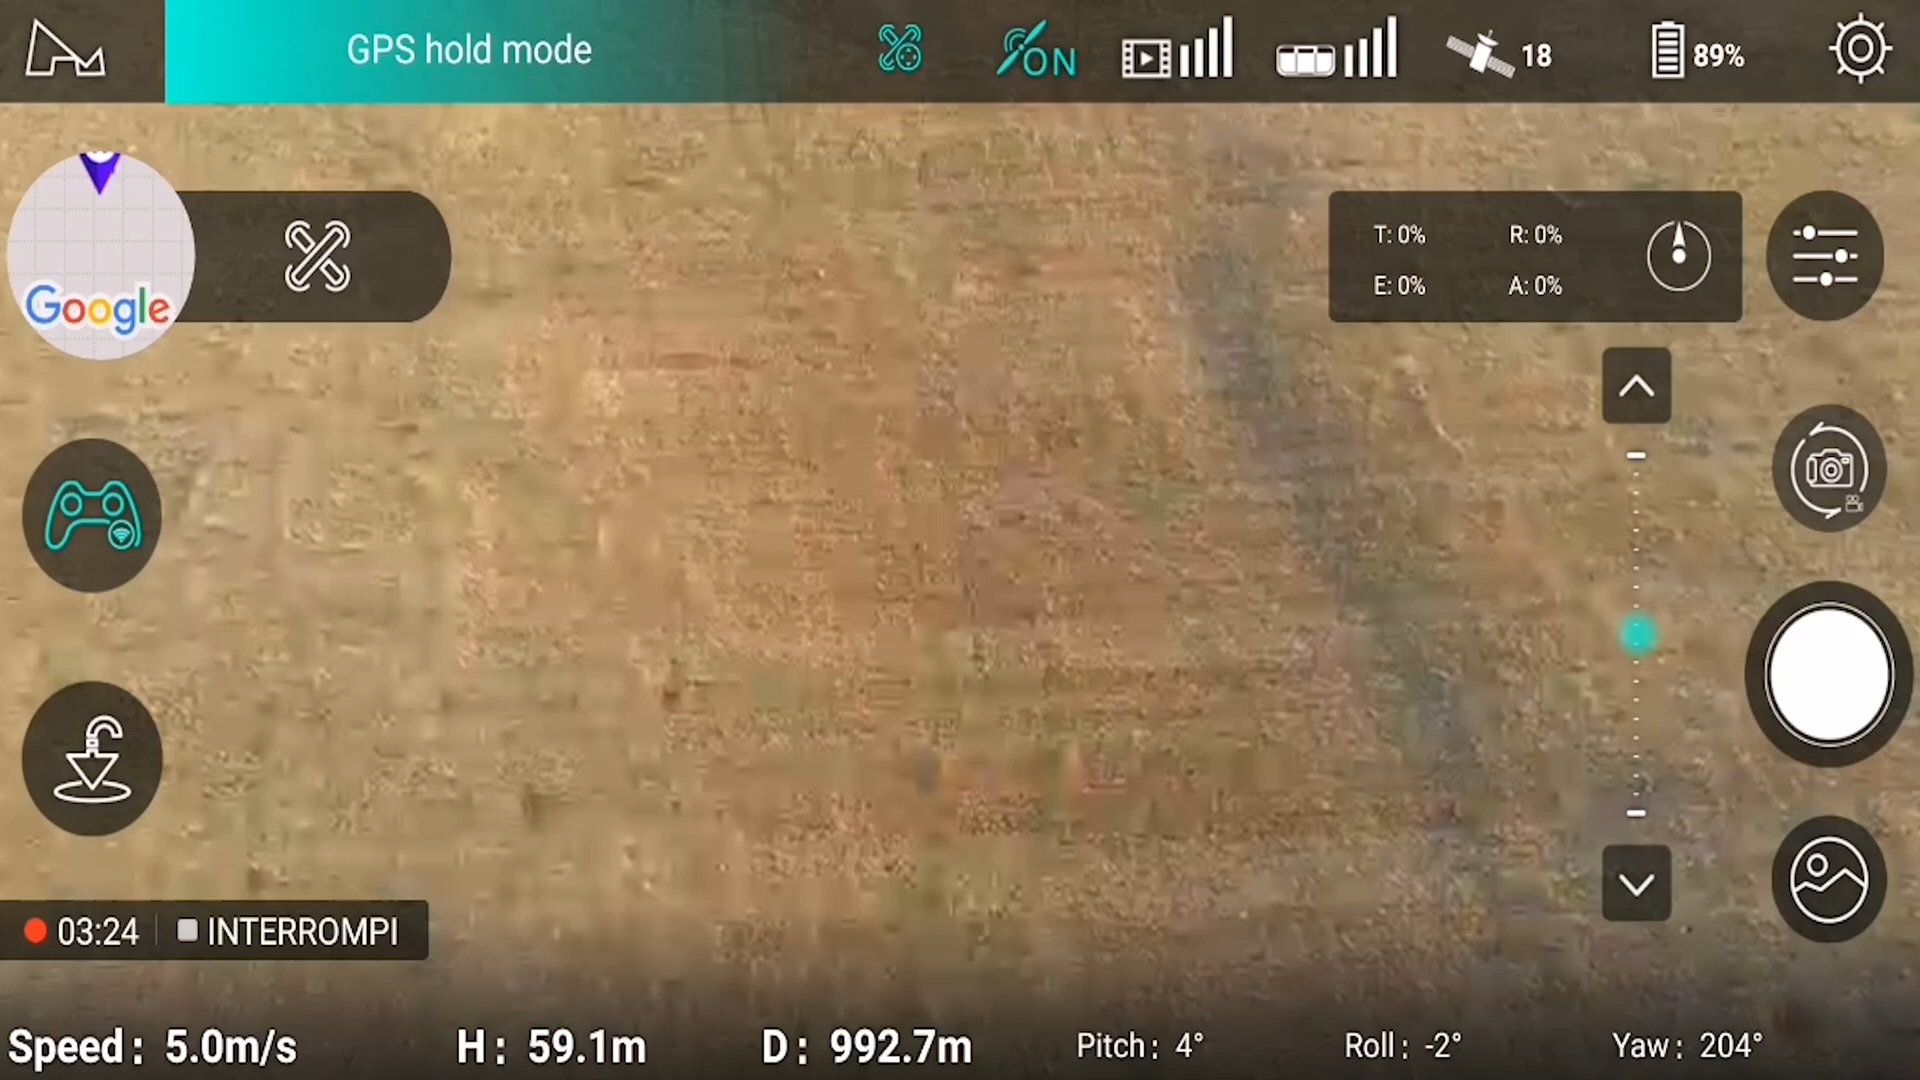 GPS hold mode
ON
18
89%
Google
T: 0%
R: 0%
E: 0%
A: 0%
03:24
INTERROMPI
Speed : 5.0m/s
H : 59.1m
D : 992.7m
Pitch : 4°
Roll : -2°
Yaw : 204°